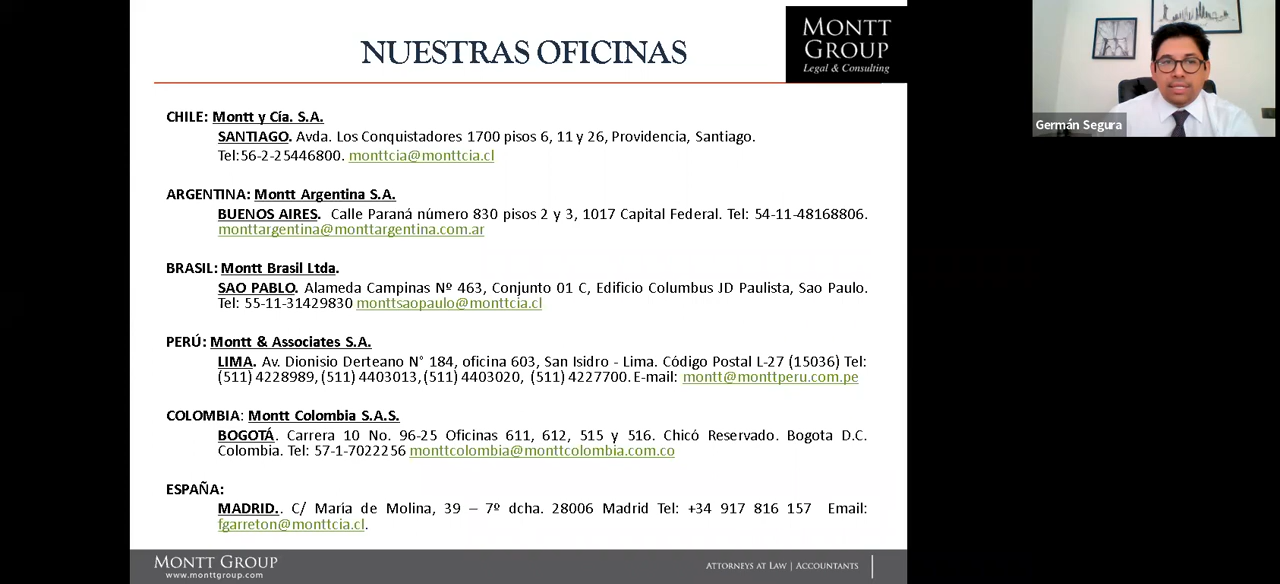 NUESTRAS OFICINAS
MONTT
GROUP
Legal & Consulting
CHILE: Montt y Cía. S.A.
SANTIAGO. Avda. Los Conquistadores 1700 pisos 6, 11 y 26, Providencia, Santiago.
Tel:56-2-25446800. monttcia@monttcia.cl
ARGENTINA: Montt Argentina S.A.
BUENOS AIRES. Calle Paraná número 830 pisos 2 y 3, 1017 Capital Federal. Tel: 54-11-48168806.
monttargentina@monttargentina.com.ar
BRASIL: Montt Brasil Ltda.
SAO PABLO. Alameda Campinas Nº 463, Conjunto 01 C, Edificio Columbus JD Paulista, Sao Paulo.
Tel: 55-11-31429830 monttsaopaulo@monttcia.cl
PERÚ: Montt & Associates S.A.
LIMA. Av. Dionisio Derteano N° 184, oficina 603, San Isidro - Lima. Código Postal L-27 (15036) Tel:
(511) 4228989, (511) 4403013, (511) 4403020, (511) 4227700. E-mail: montt@monttperu.com.pe
COLOMBIA: Montt Colombia S.A.S.
BOGOTÁ. Carrera 10 No. 96-25 Oficinas 611, 612, 515 y 516. Chicó Reservado. Bogota D.C.
Colombia. Tel: 57-1-7022256 monttcolombia@monttcolombia.com.co
ESPAÑA:
MADRID.. C/ María de Molina, 39 – 7º dcha. 28006 Madrid Tel: +34 917 816 157 Email:
fgarreton@monttcia.cl.
MONTT GROUP
www.monttgroup.com
ATTORNEYS AT LAW | ACCOUNTANTS
Germán Segura